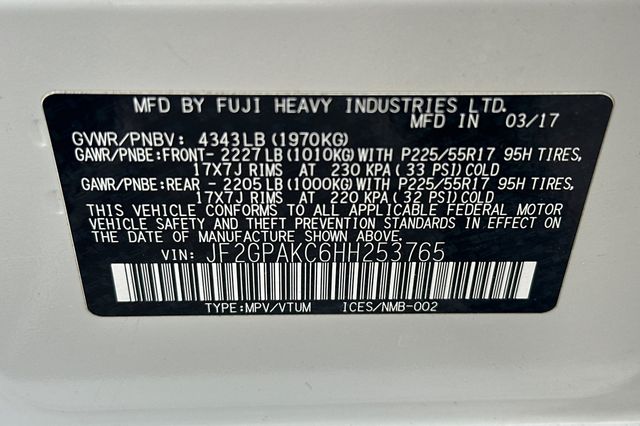 MFD BY FUJI HEAVY INDUSTRIES LTD.
MFD IN 03/17
GVWR/PNBV: 4343LB (1970KG)
GAWR/PNBE:FRONT- 2227LB(1010KG)WITH P225/55R17 95H TIRES,
17X7J RIMS AT 230 KPA ( 33 PSI) COLD
GAWR/PNBE:REAR - 2205LB(1000KG)WITH P225/55R17 95H TIRES,
17X7J RIMS AT 220 KPA ( 32 PSI) COLD
THIS VEHICLE CONFORMS TO ALL APPLICABLE FEDERAL MOTOR
VEHICLE SAFETY,BUMPER,AND THEFT PREVENTION
STANDARDS IN EFFECT ON THE DATE OF MANUFACTURE SHOWN ABOVE.
VIN: JF2GPAKC6HH253765
TYPE:MPV/VTUM ICES/NMB-002